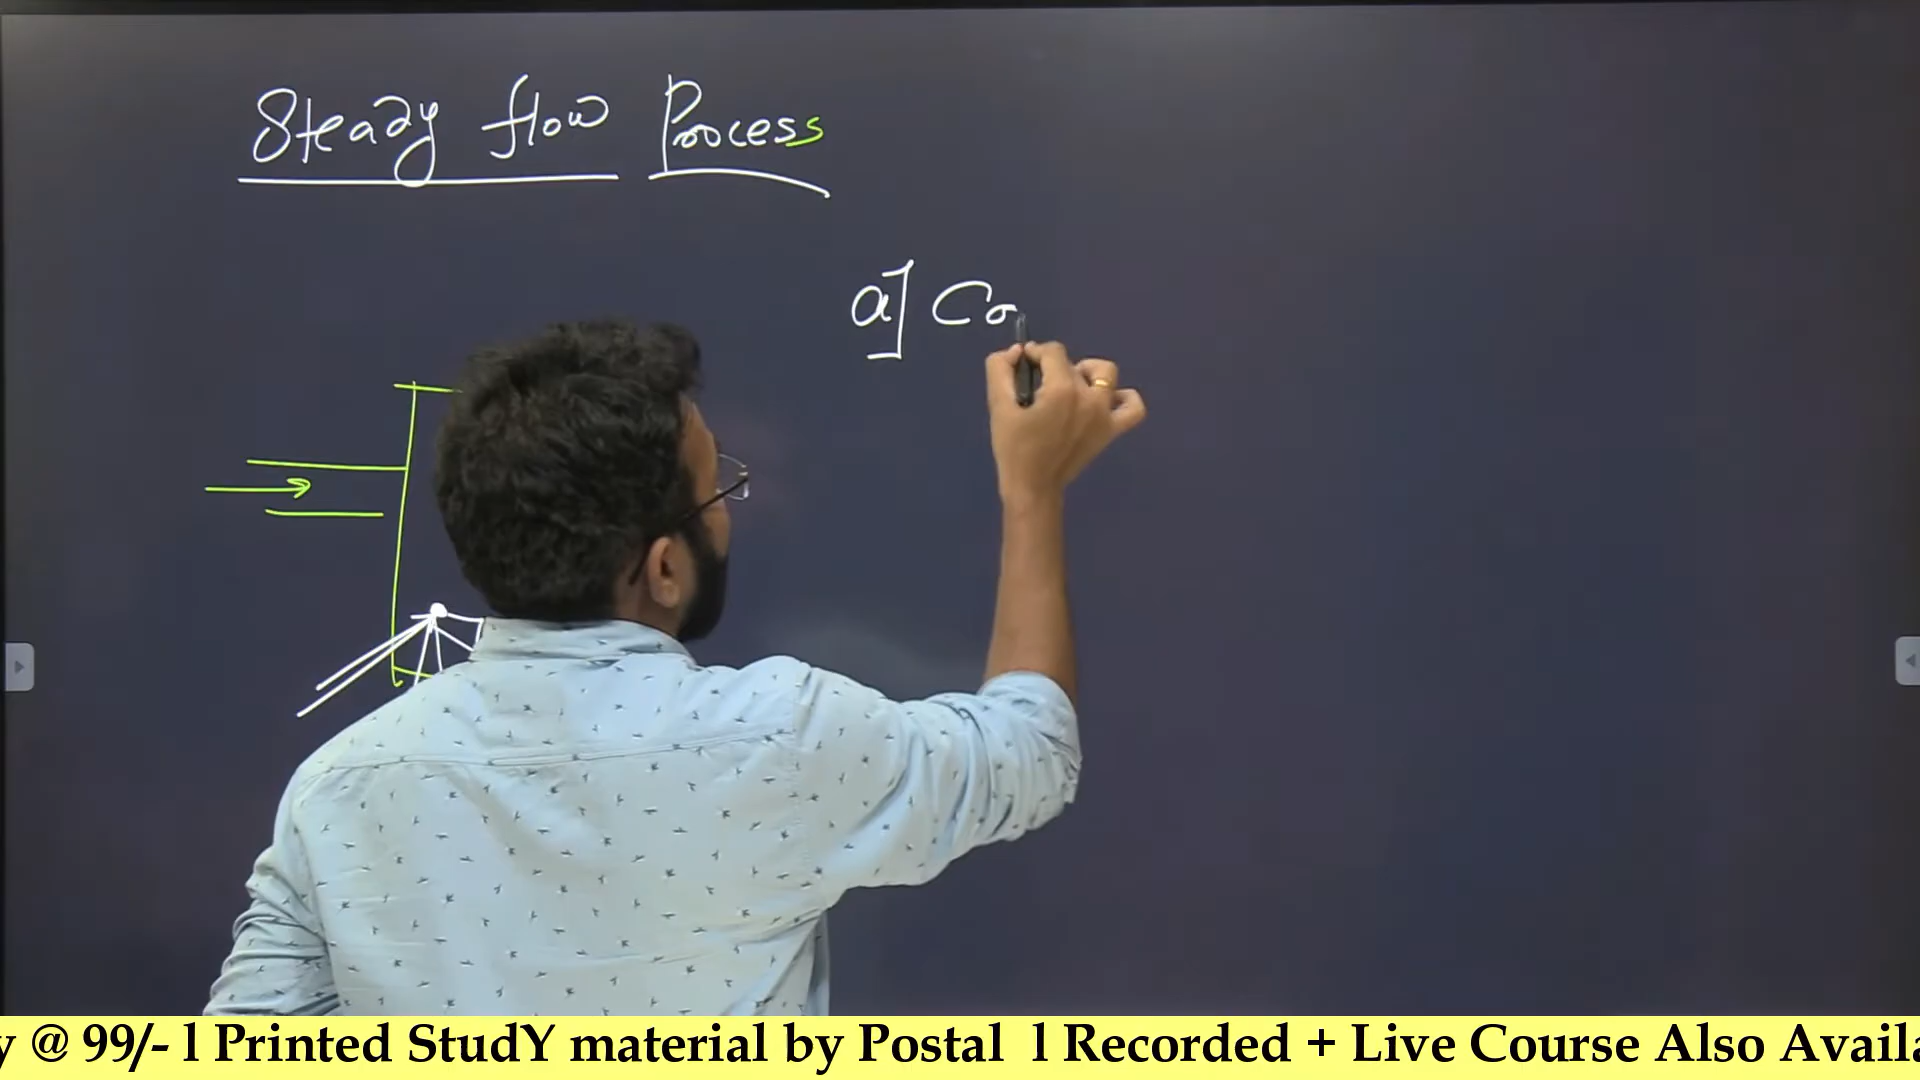 Steady flow Process
a] Co
y @ 99/- l Printed StudY material by Postal l Recorded + Live Course Also Availa